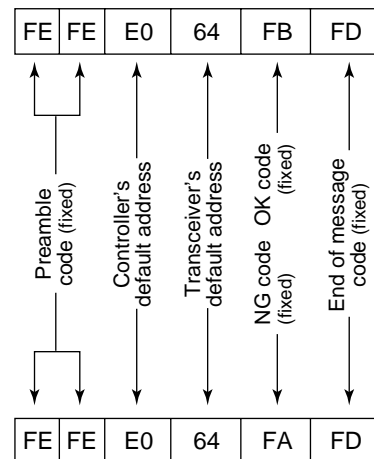 FE FE E0 64 FB FD
Preamble
code (fixed)
Controller's
default address
Transceiver's
default address
OK code
(fixed)
NG code
(fixed)
End of message
code (fixed)
FE FE E0 64 FA FD